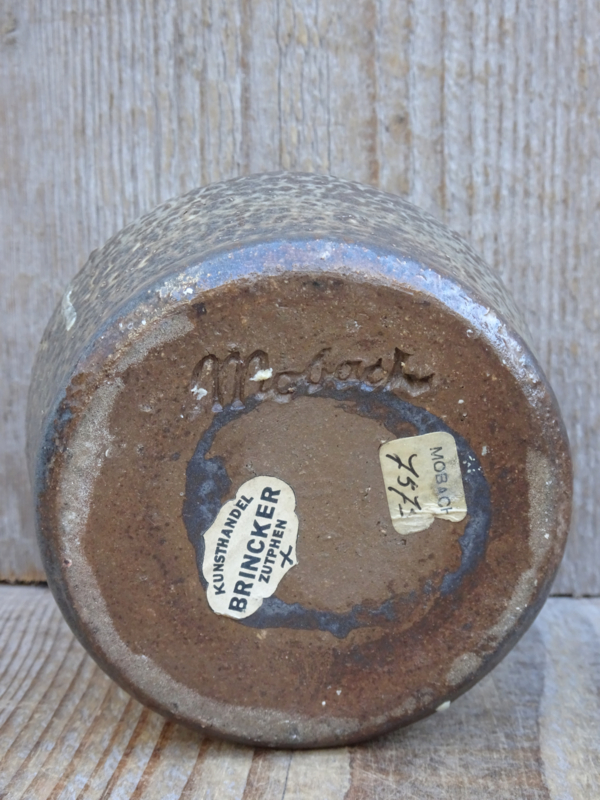 Mobach
MOBACH
KUNSTHANDEL
BRINCKER
ZUTPHEN
X